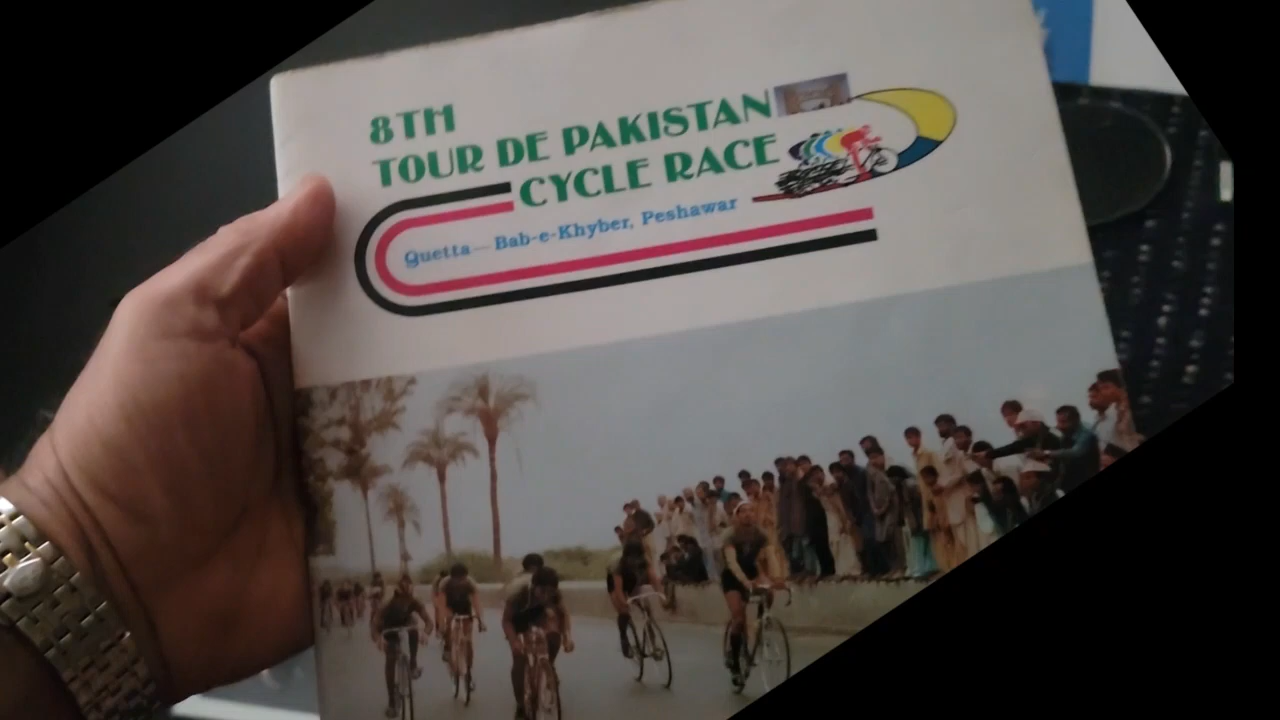 8TH
TOUR DE PAKISTAN
CYCLE RACE
Quetta — Bab-e-Khyber, Peshawar